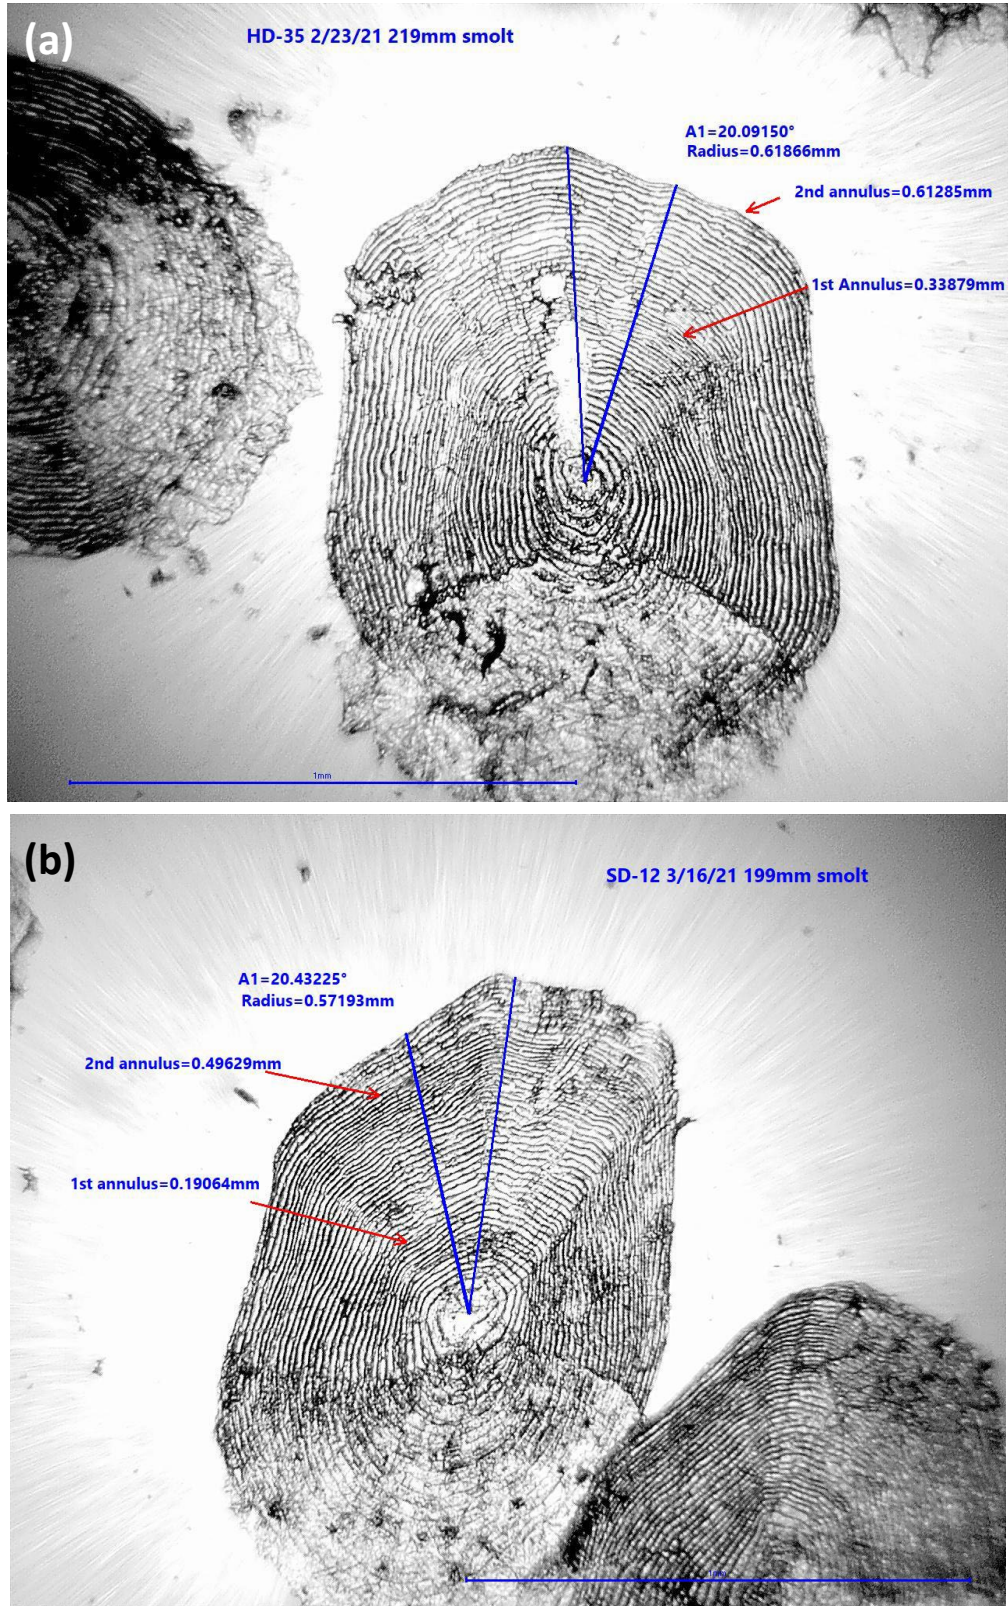 (a)
HD-35 2/23/21 219mm smolt
A1=20.09150°
Radius=0.61866mm
2nd annulus=0.61285mm
1st Annulus=0.33879mm
1mm
(b)
SD-12 3/16/21 199mm smolt
A1=20.43225°
Radius=0.57193mm
2nd annulus=0.49629mm
1st annulus=0.19064mm
1mm